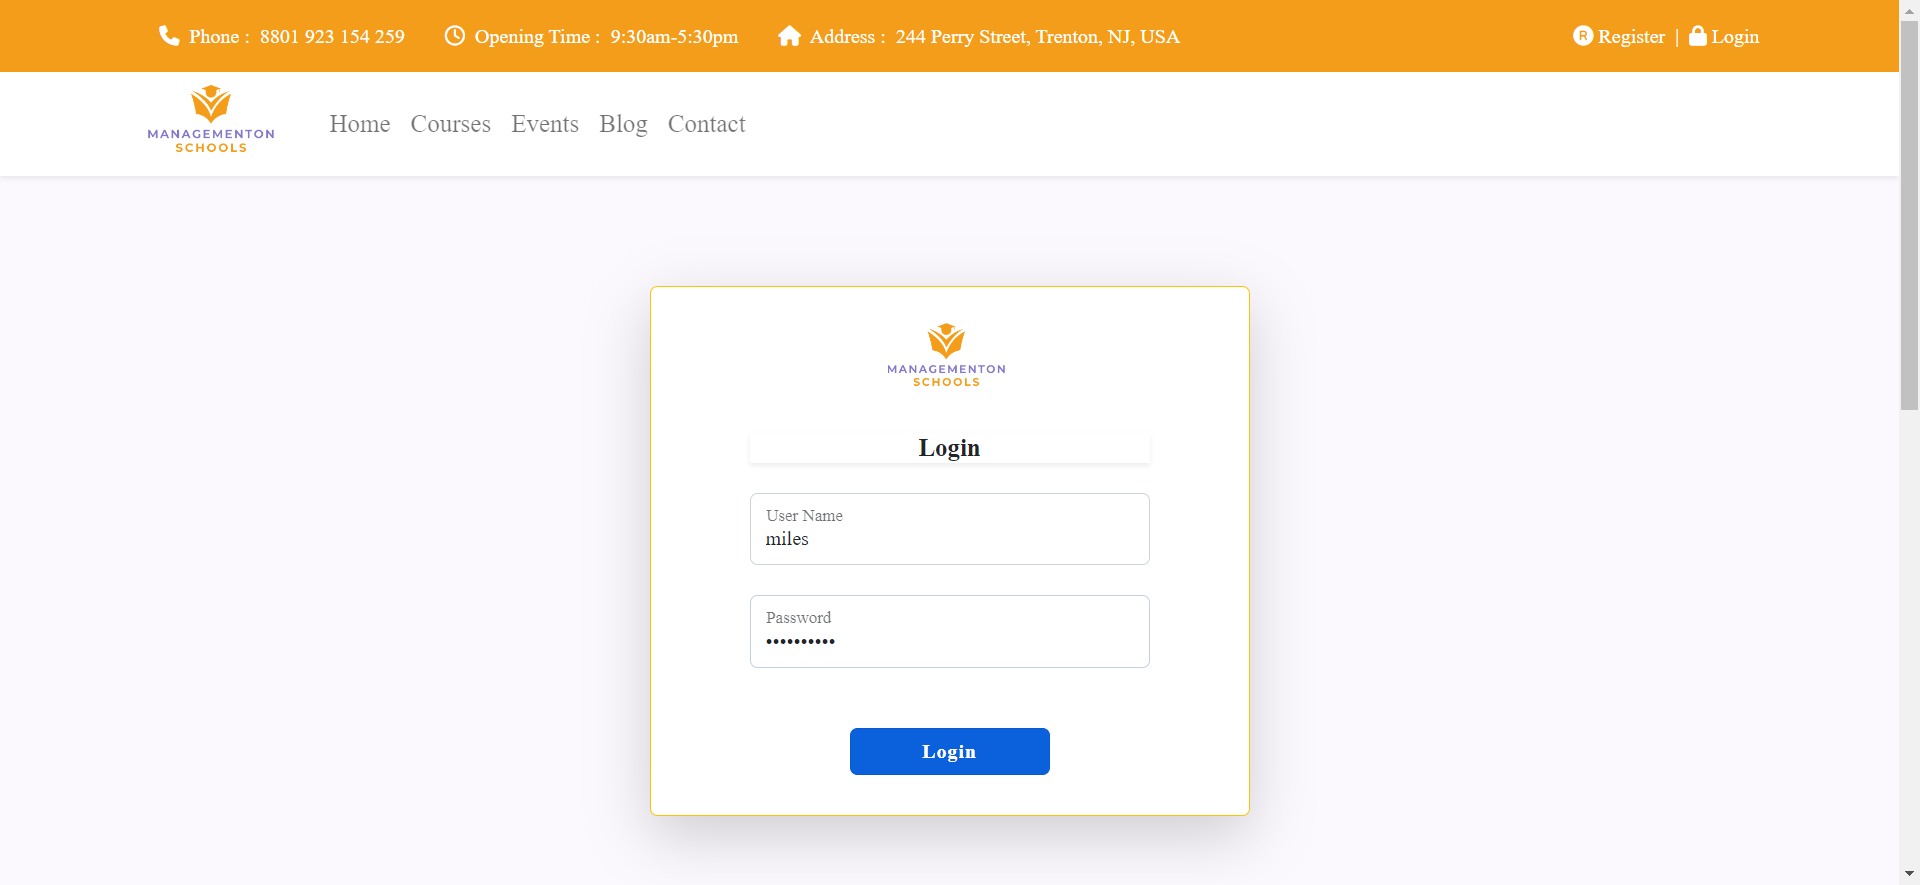 Phone : 8801 923 154 259 Opening Time : 9:30am-5:30pm Address : 244 Perry Street, Trenton, NJ, USA R Register | Login
MANAGEMENTON
SCHOOLS
Home Courses Events Blog Contact
MANAGEMENTON
SCHOOLS
Login
User Name
miles
Password
••••••••••
Login